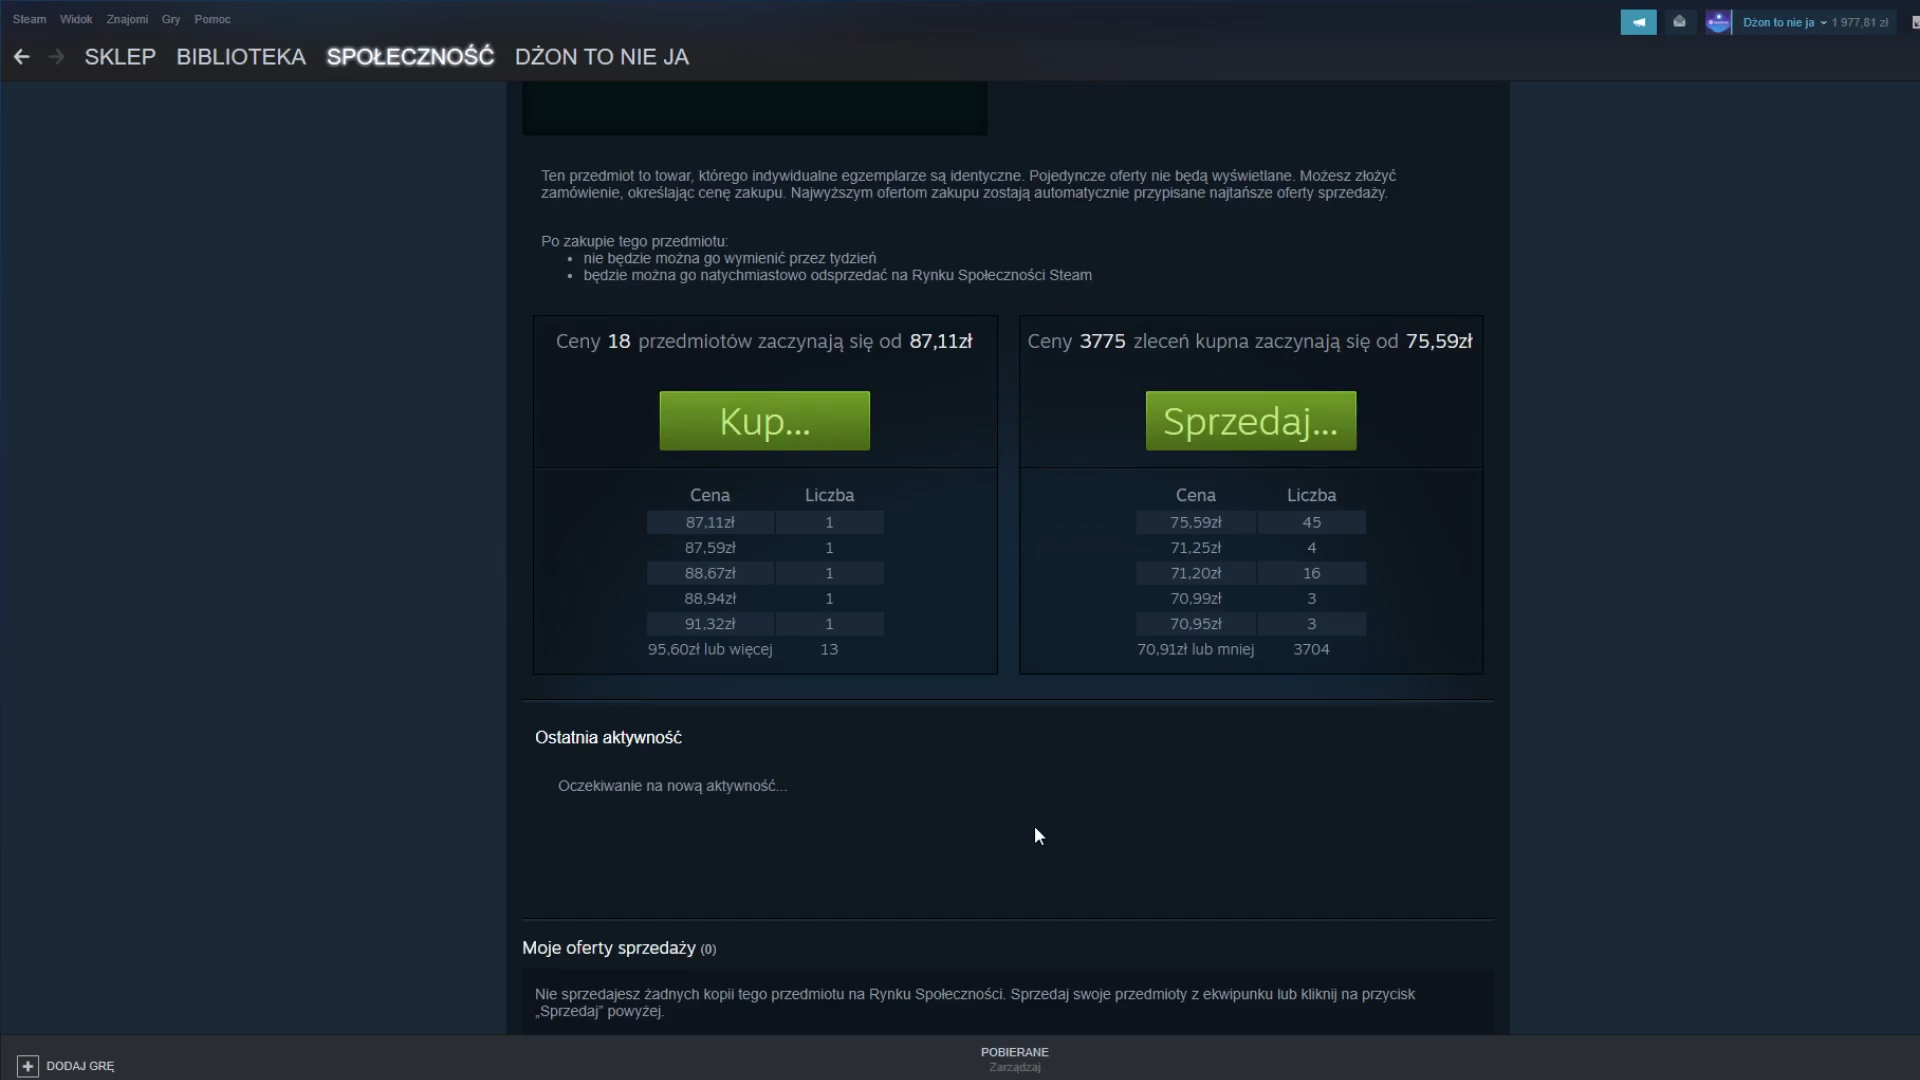 Steam Widok Znajomi Gry Pomoc
Dżon to nie ja 1 977,81 zł
SKLEP BIBLIOTEKA SPOŁECZNOŚĆ DŻON TO NIE JA
Ten przedmiot to towar, którego indywidualne egzemplarze są identyczne. Pojedyncze oferty nie będą wyświetlane. Możesz złożyć
zamówienie, określając cenę zakupu. Najwyższym ofertom zakupu zostają automatycznie przypisane najtańsze oferty sprzedaży.
Po zakupie tego przedmiotu:
• nie będzie można go wymienić przez tydzień
• będzie można go natychmiastowo odsprzedać na Rynku Społeczności Steam
Ceny 18 przedmiotów zaczynają się od 87,11zł
Kup...
Cena Liczba
87,11zł 1
87,59zł 1
88,67zł 1
88,94zł 1
91,32zł 1
95,60zł lub więcej 13
Ceny 3775 zleceń kupna zaczynają się od 75,59zł
Sprzedaj...
Cena Liczba
75,59zł 45
71,25zł 4
71,20zł 16
70,99zł 3
70,95zł 3
70,91zł lub mniej 3704
Ostatnia aktywność
Oczekiwanie na nową aktywność...
Moje oferty sprzedaży (0)
Nie sprzedajesz żadnych kopii tego przedmiotu na Rynku Społeczności. Sprzedaj swoje przedmioty z ekwipunku lub kliknij na przycisk
„Sprzedaj” powyżej.
DODAJ GRĘ
POBIERANE
Zarządzaj